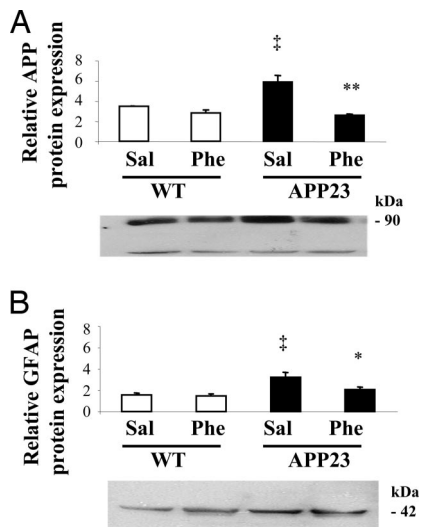 A
Relative APP
protein expression
8
6
4
2
0
‡
**
Sal Phe Sal Phe
WT APP23
kDa
- 90
B
Relative GFAP
protein expression
8
6
4
2
0
‡
*
Sal Phe Sal Phe
WT APP23
kDa
- 42